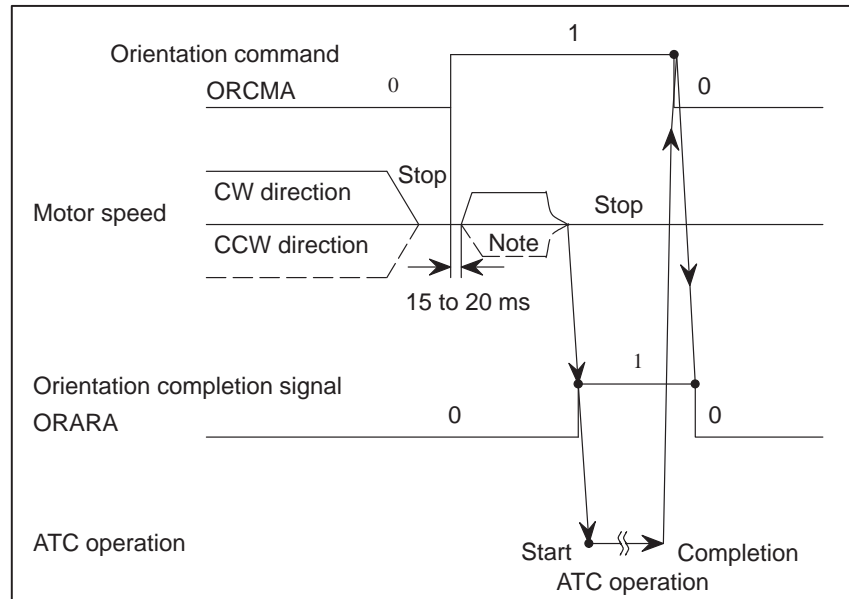 Orientation command
ORCMA
0
1
0
Motor speed
CW direction
Stop
CCW direction
Note
Stop
15 to 20 ms
Orientation completion signal
ORARA
0
1
0
ATC operation
Start
Completion
ATC operation